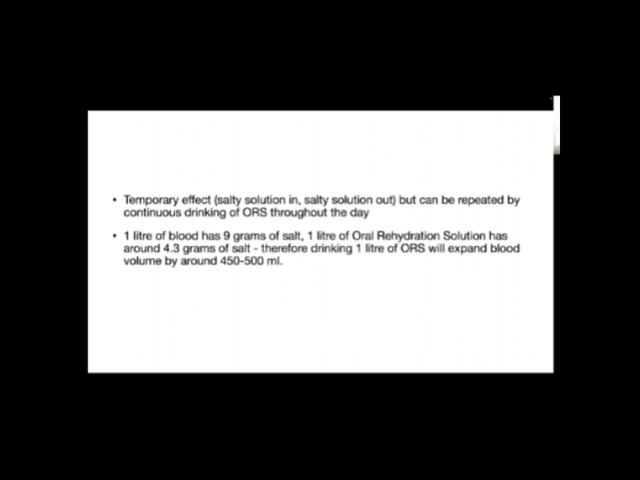 • Temporary effect (salty solution in, salty solution out) but can be repeated by
continuous drinking of ORS throughout the day
• 1 litre of blood has 9 grams of salt, 1 litre of Oral Rehydration Solution has
around 4.3 grams of salt - therefore drinking 1 litre of ORS will expand blood
volume by around 450-500 ml.